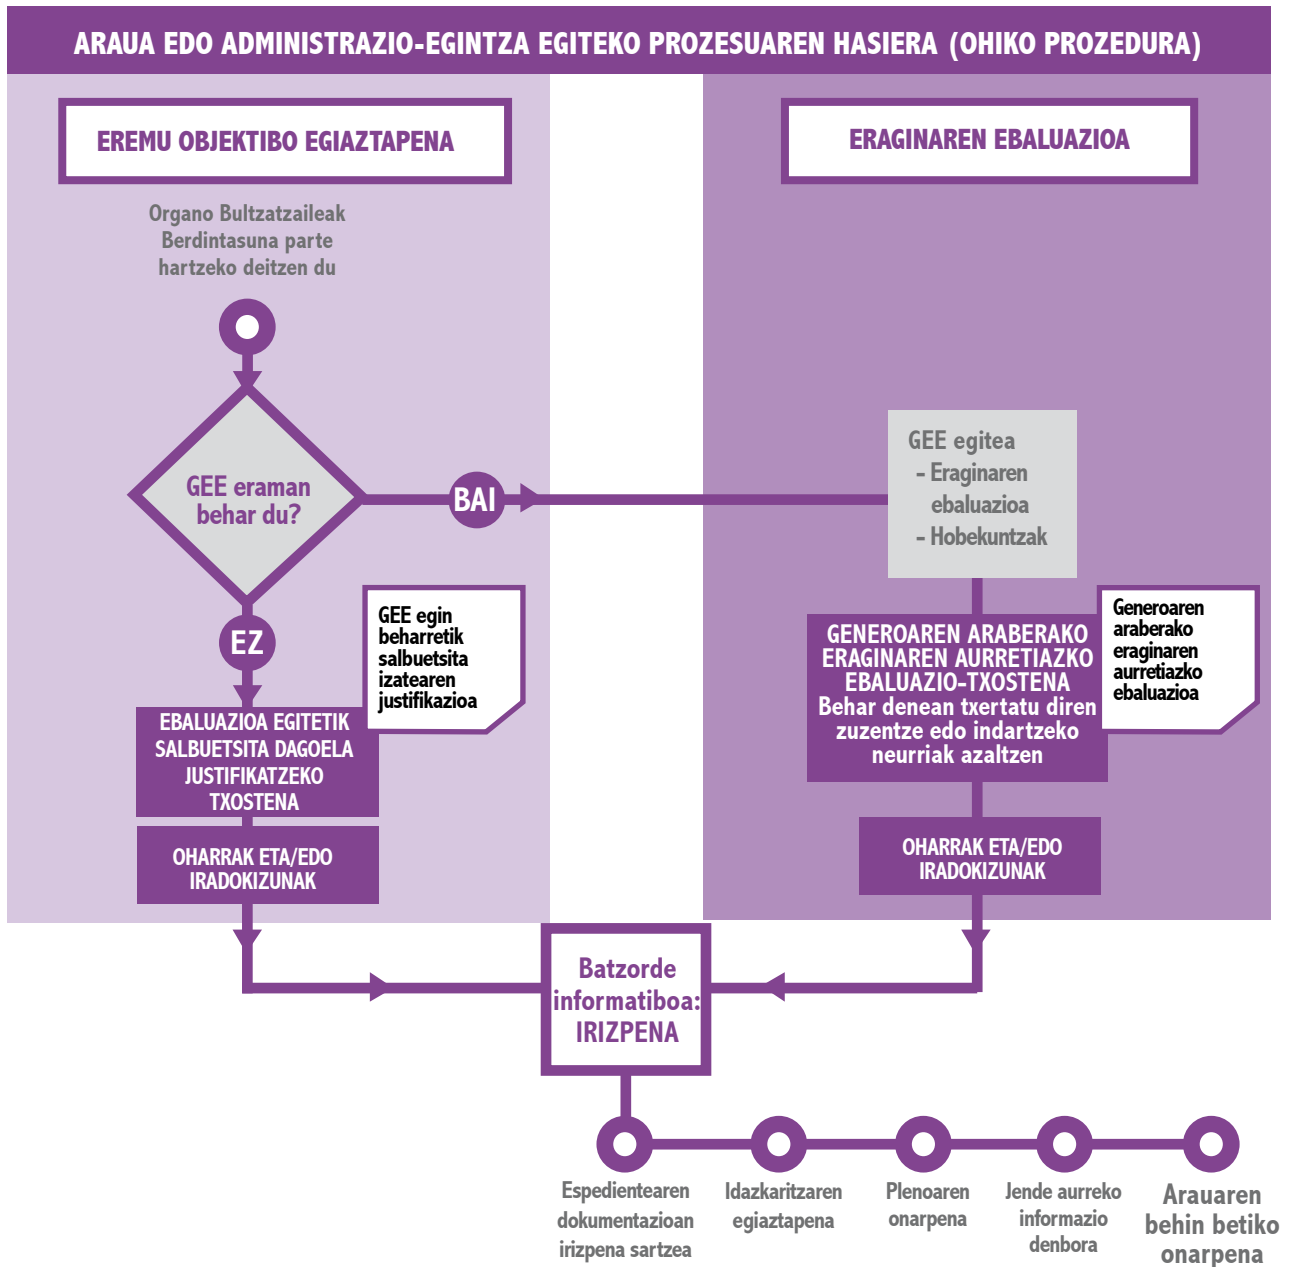 ARAUA EDO ADMINISTRAZIO-EGINTZA EGITEKO PROZESUAREN HASIERA (OHIKO PROZEDURA)
EREMU OBJEKTIBO EGIAZTAPENA
Organo Bultzatzaileak
Berdintasuna parte
hartzeko deitzen du
GEE eraman
behar du?
BAI
EZ
GEE egin
beharretik
salbuetsita
izatearen
justifikazioa
EBALUAZIOA EGITETIK
SALBUETSITA DAGOELA
JUSTIFIKATZEKO
TXOSTENA
OHARRAK ETA/EDO
IRADOKIZUNAK
ERAGINAREN EBALUAZIOA
GEE egitea
- Eraginaren
ebaluazioa
- Hobekuntzak
GENEROAREN ARABERAKO
ERAGINAREN AURRETIAZKO
EBALUAZIO-TXOSTENA
Behar denean txertatu diren
zuzentze edo indartzeko
neurriak azaltzen
Generoaren
araberako
eraginaren
aurretiazko
ebaluazioa
OHARRAK ETA/EDO
IRADOKIZUNAK
Batzorde
informatiboa:
IRIZPENA
Espedientearen
dokumentazioan
irizpena sartzea
Idazkaritzaren
egiaztapena
Plenoaren
onarpena
Jende aurreko
informazio
denbora
Arauaren
behin betiko
onarpena